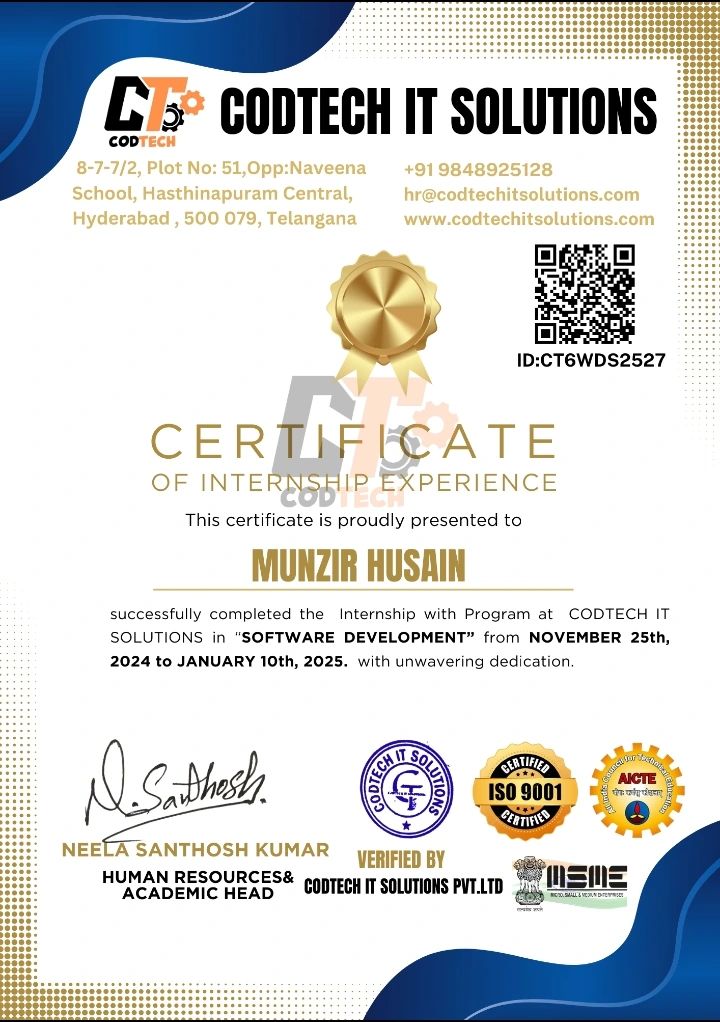 CT
CODTECH
CODTECH IT SOLUTIONS
8-7-7/2, Plot No: 51,Opp:Naveena
School, Hasthinapuram Central,
Hyderabad , 500 079, Telangana
+91 9848925128
hr@codtechitsolutions.com
www.codtechitsolutions.com
ID:CT6WDS2527
CT
CODTECH
CERTIFICATE
OF INTERNSHIP EXPERIENCE
This certificate is proudly presented to
MUNZIR HUSAIN
successfully completed the Internship with Program at CODTECH IT
SOLUTIONS in "SOFTWARE DEVELOPMENT” from NOVEMBER 25th,
2024 to JANUARY 10th, 2025. with unwavering dedication.
N. Santhosh.
NEELA SANTHOSH KUMAR
HUMAN RESOURCES&
ACADEMIC HEAD
CODTECH IT SOLUTIONS
VERIFIED BY
CODTECH IT SOLUTIONS PVT.LTD
CERTIFIED
ISO 9001
CERTIFIED
All India Council for Technical Education
AICTE
सत्यमेव जयते
MSME
MICRO, SMALL & MEDIUM ENTERPRISES